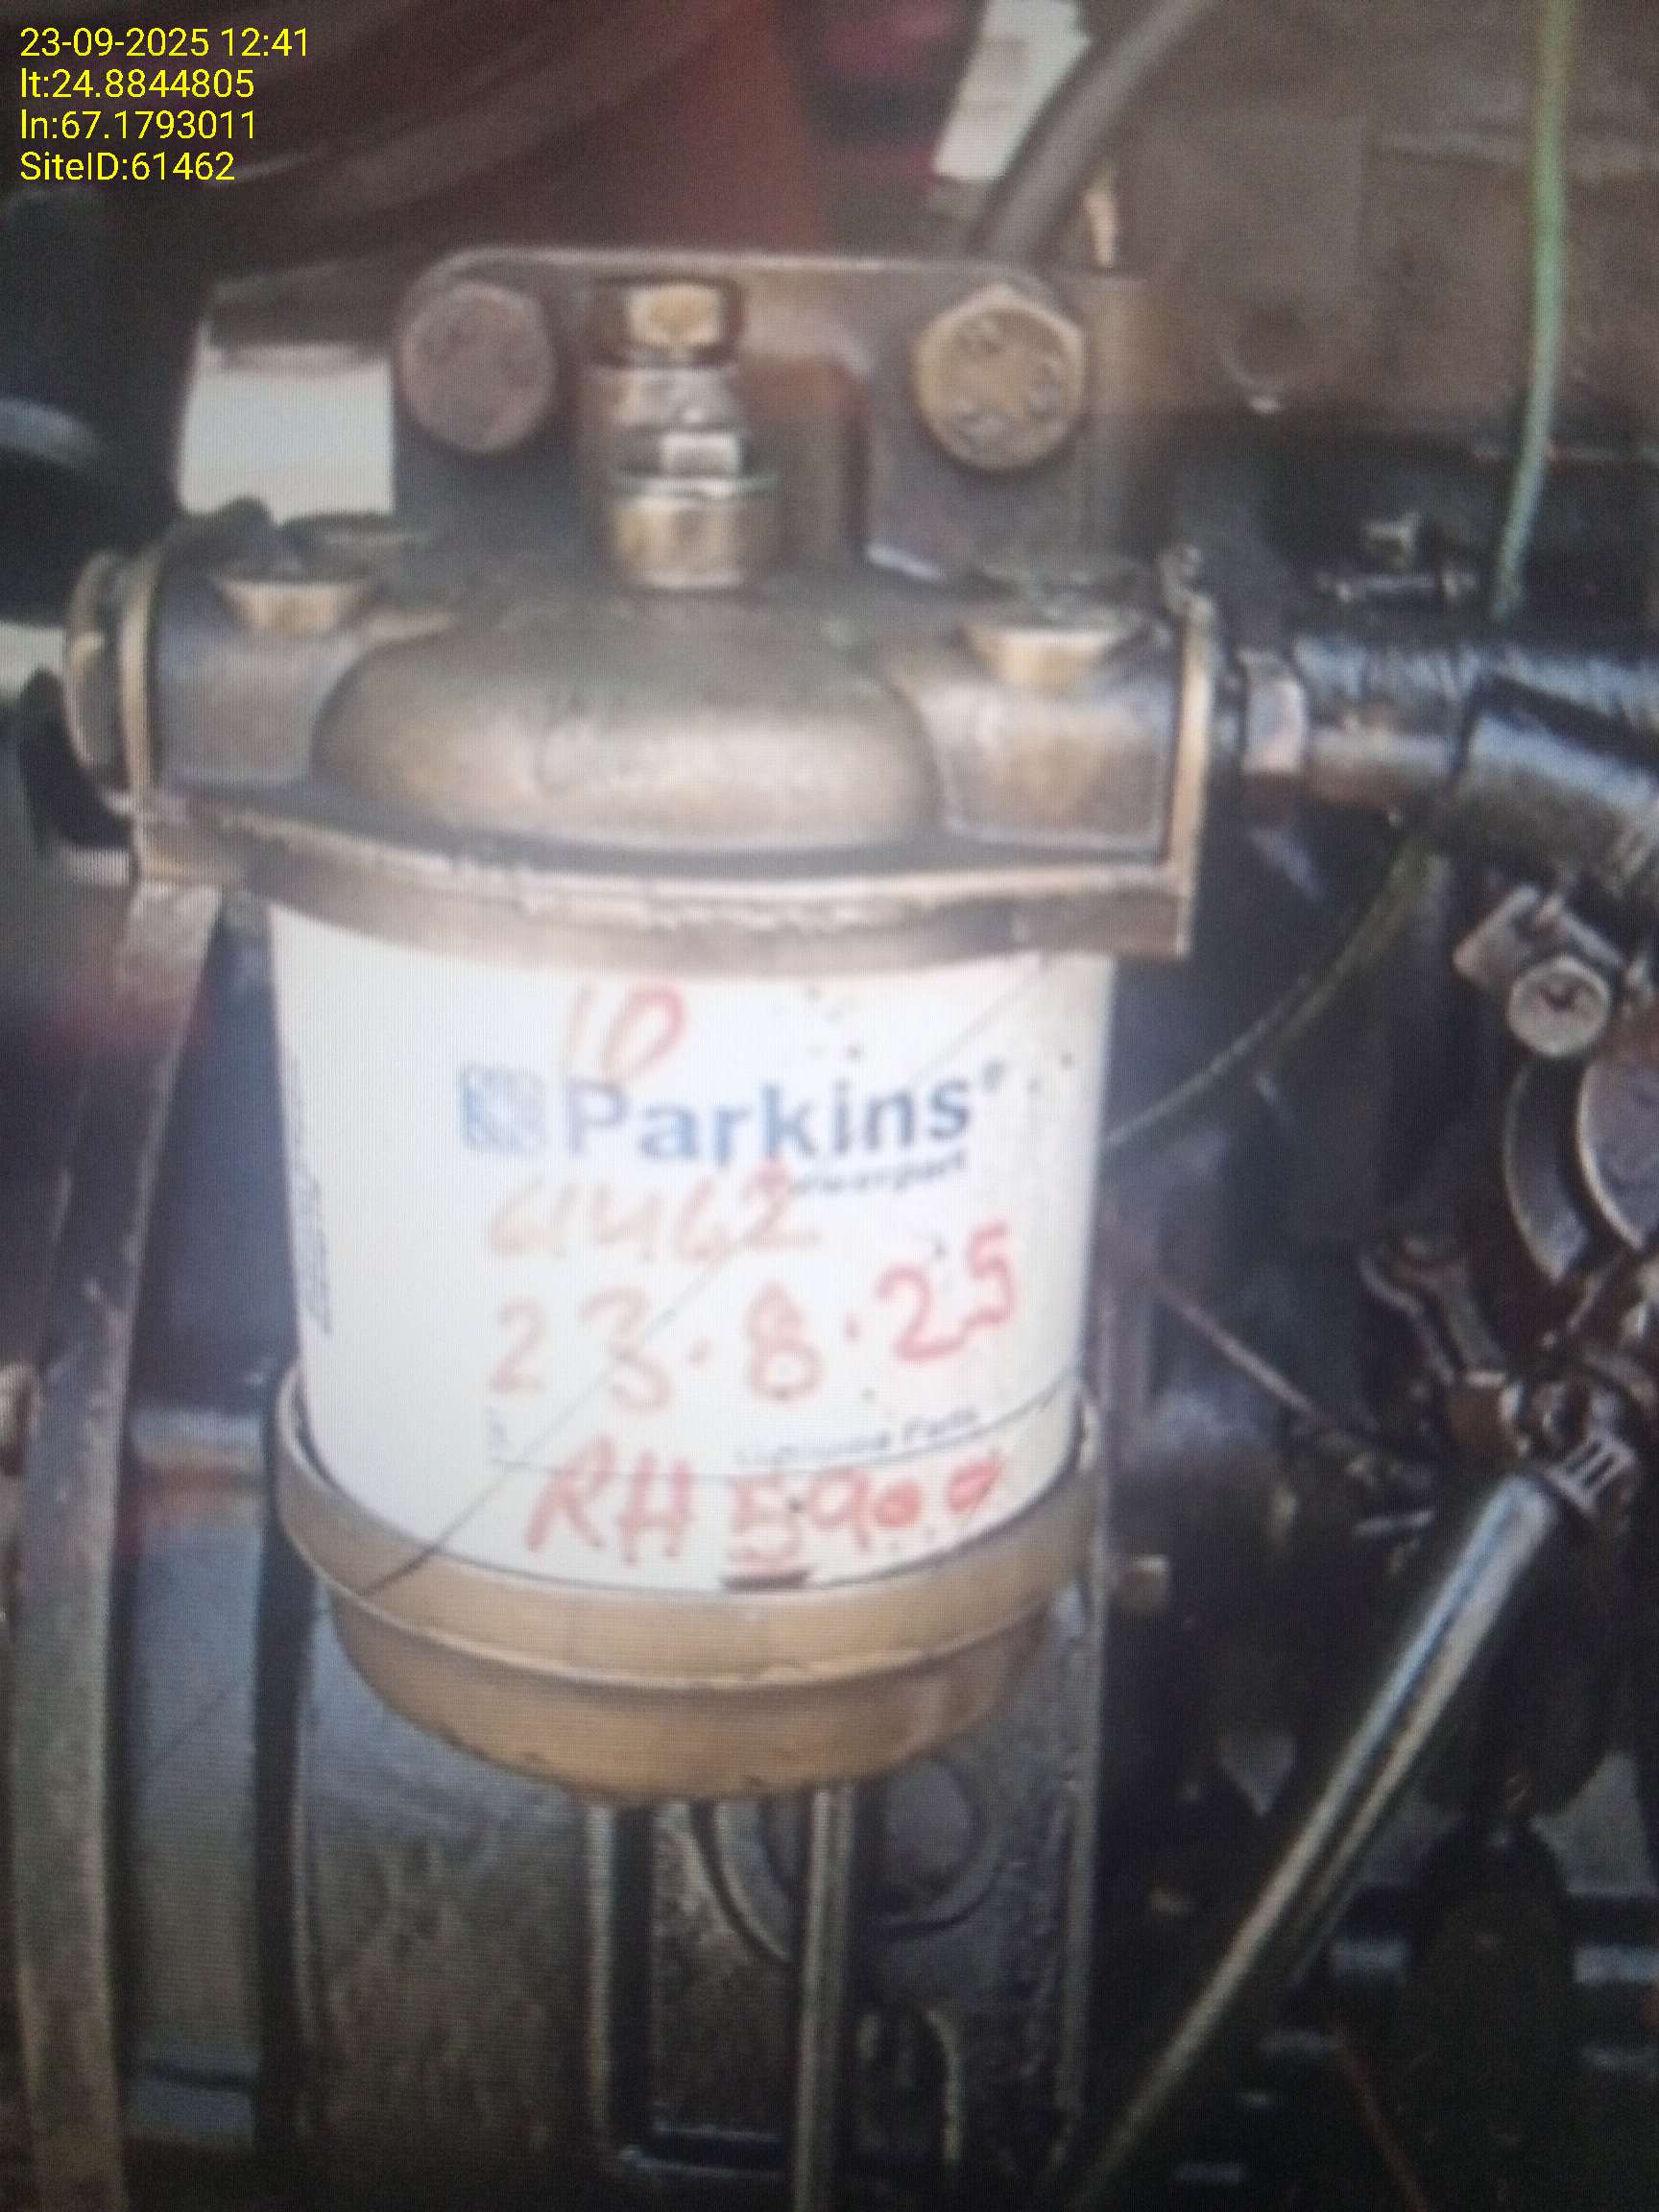 23-09-2025 12:41
lt:24.8844805
ln:67.1793011
SiteID:61462
10
Parkins®
61462
23.8.25
RH 5900